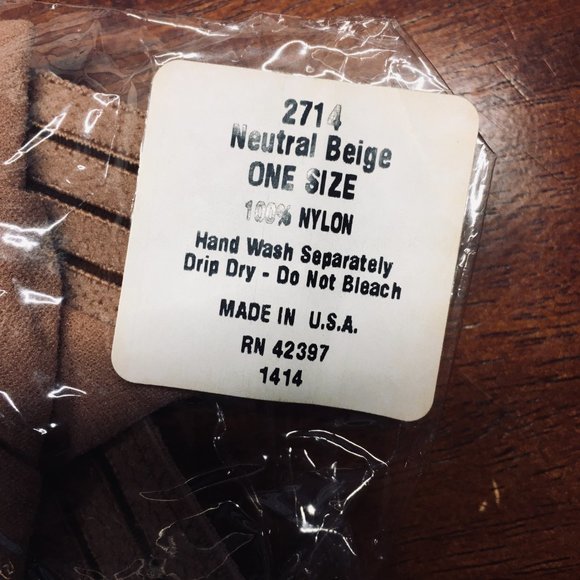 2714
Neutral Beige
ONE SIZE
100% NYLON
Hand Wash Separately
Drip Dry - Do Not Bleach
MADE IN U.S.A.
RN 42397
1414